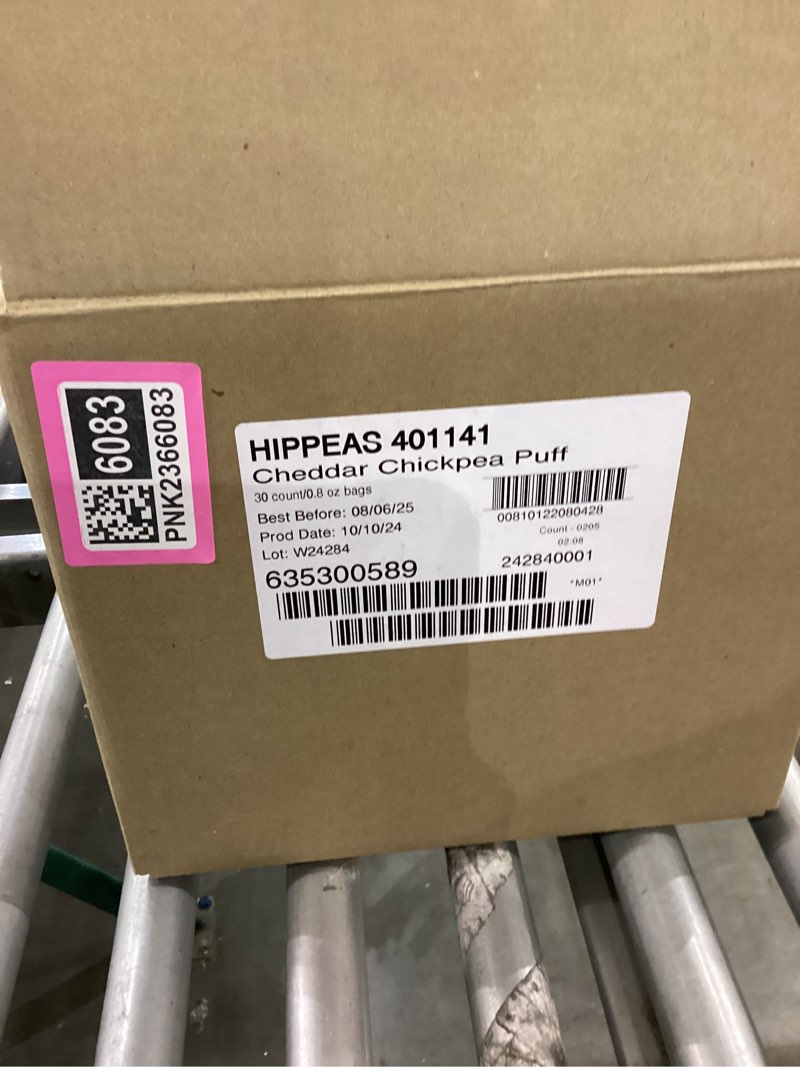 6083
PNK2366083
HIPPEAS 401141
Cheddar Chickpea Puff
30 count/0.8 oz bags
Best Before: 08/06/25
Prod Date: 10/10/24
Lot: W24284
635300589
00810122080428
Count - 0205
02:06
242840001
*M01*